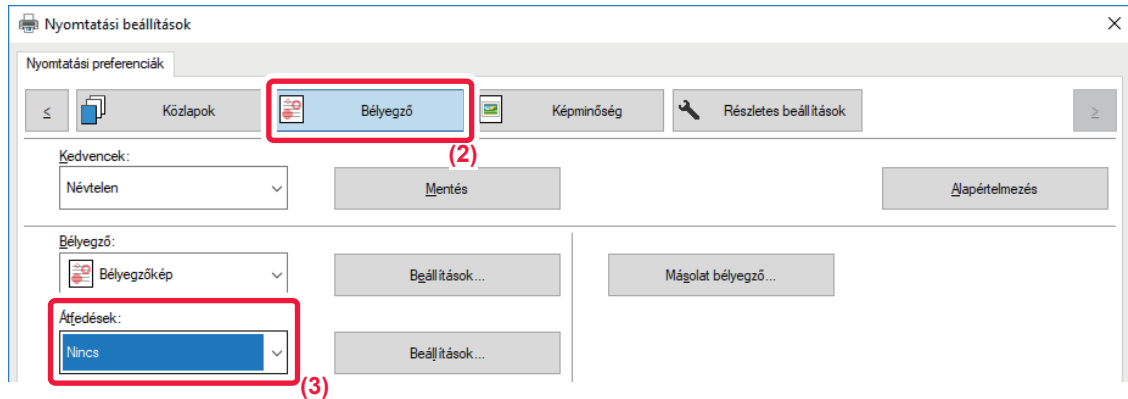 Nyomtatási beállítások
Nyomtatási preferenciák
< Közlapok Bélyegző Képminőség Részletes beállítások >
(2)
Kedvencek:
Névtelen Mentés Alapértelmezés
Bélyegző:
Bélyegzőkép Beállítások... Másolat bélyegző...
Átfedések:
Nincs Beállítások...
(3)